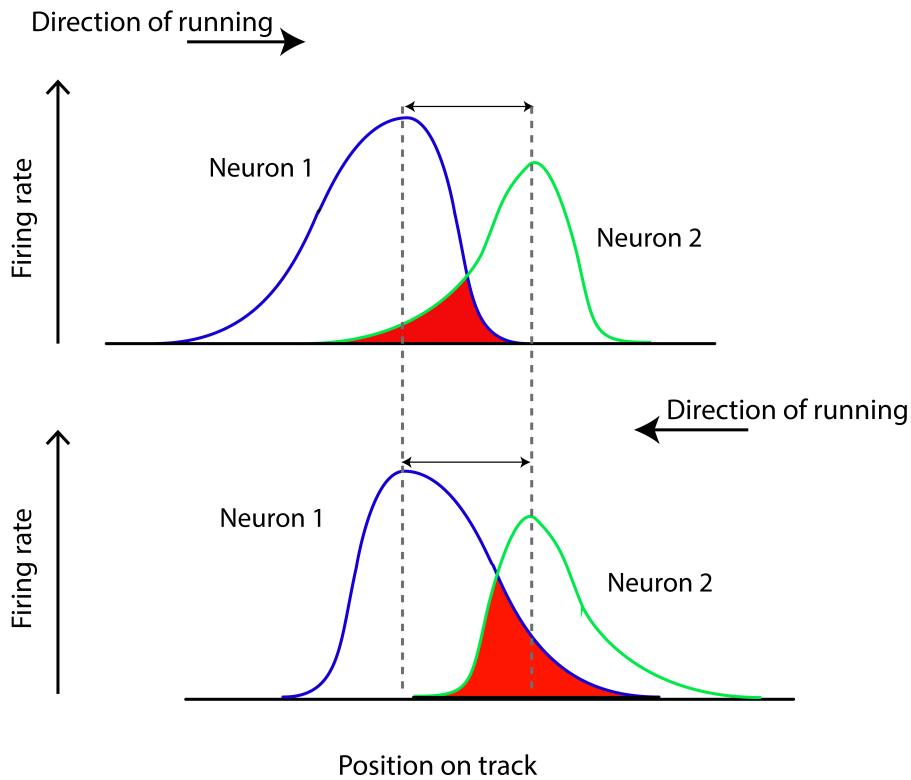 Direction of running
Neuron 1
Firing rate
Neuron 2
Direction of running
Neuron 1
Firing rate
Neuron 2
Position on track